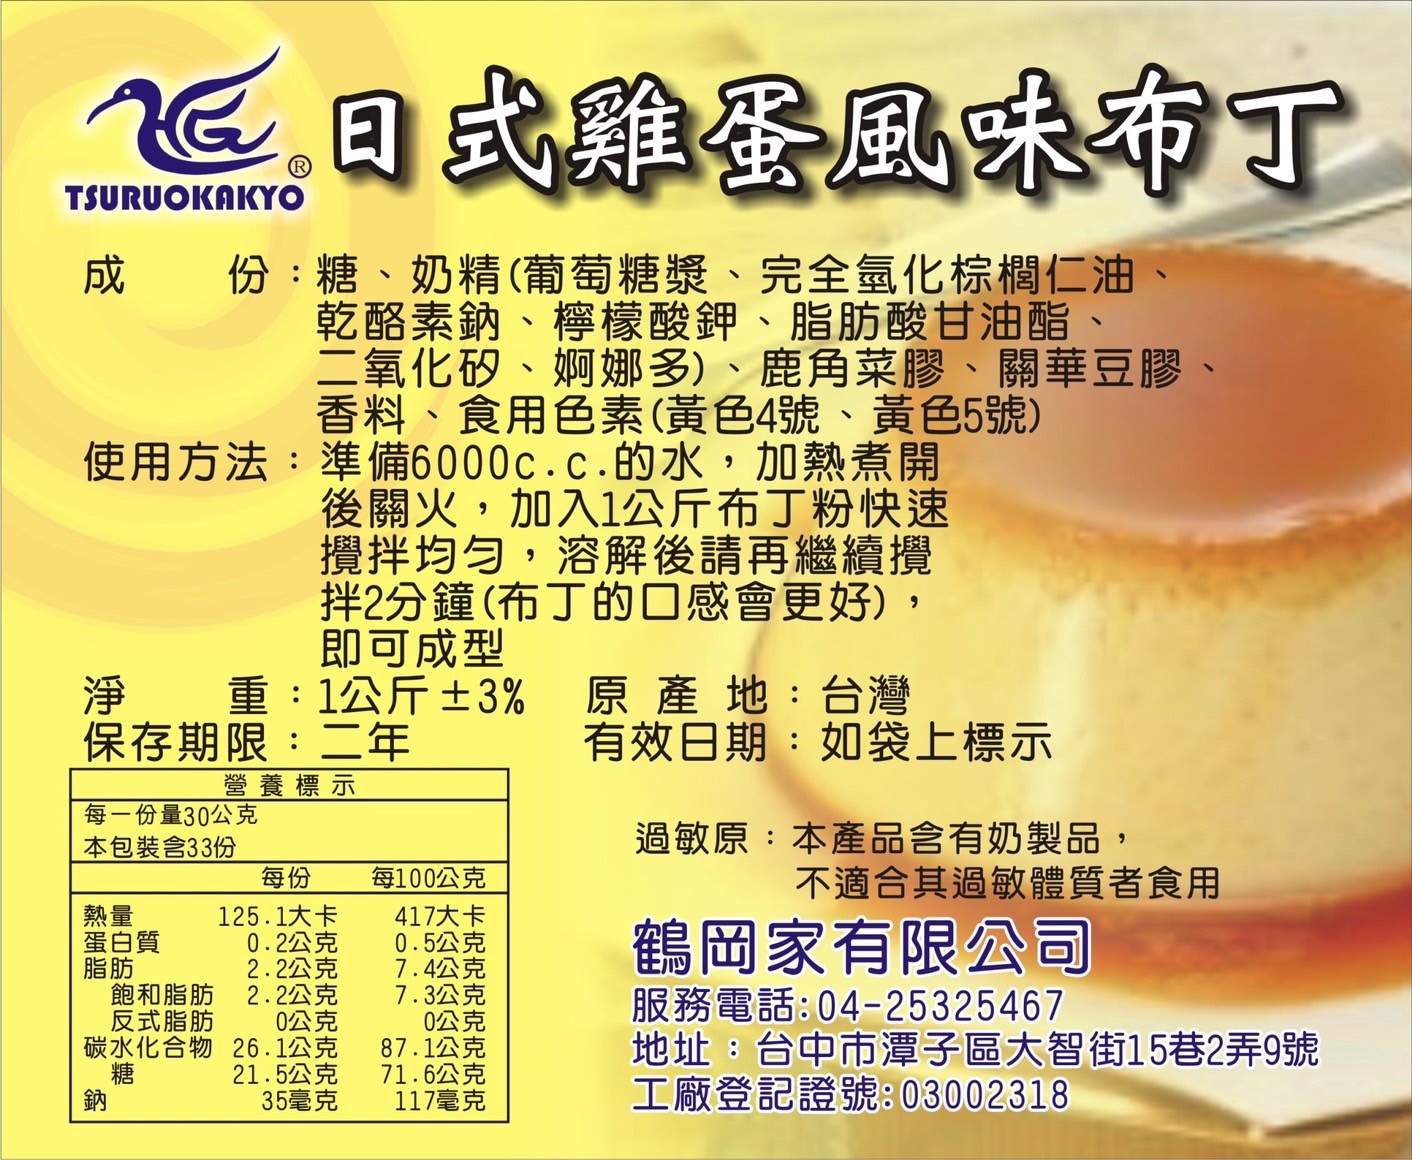 HG
®
TSURUOKAKYO
日式雞蛋風味布丁
成　　份：糖、奶精(葡萄糖漿、完全氫化棕櫚仁油、
乾酪素鈉、檸檬酸鉀、脂肪酸甘油酯、
二氧化矽、婀娜多)、鹿角菜膠、關華豆膠、
香料、食用色素(黃色4號、黃色5號)
使用方法：準備6000c.c.的水，加熱煮開
後關火，加入1公斤布丁粉快速
攪拌均勻，溶解後請再繼續攪
拌2分鐘(布丁的口感會更好)，
即可成型
淨　　重：1公斤±3%　原 產 地：台灣
保存期限：二年　有效日期：如袋上標示
營養標示
每一份量30公克
本包裝含33份
每份　每100公克
熱量　125.1大卡　417大卡
蛋白質　0.2公克　0.5公克
脂肪　2.2公克　7.4公克
飽和脂肪　2.2公克　7.3公克
反式脂肪　0公克　0公克
碳水化合物　26.1公克　87.1公克
糖　21.5公克　71.6公克
鈉　35毫克　117毫克
過敏原：本產品含有奶製品，
不適合其過敏體質者食用
鶴岡家有限公司
服務電話:04-25325467
地址：台中市潭子區大智街15巷2弄9號
工廠登記證號:03002318